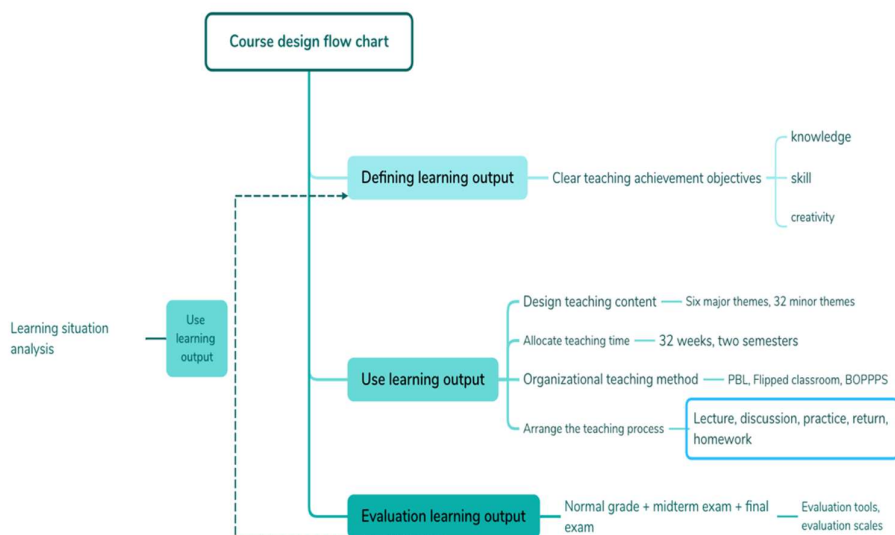 Course design flow chart
Defining learning output
Clear teaching achievement objectives
knowledge
skill
creativity
Learning situation
analysis
Use
learning
output
Use learning output
Design teaching content
Six major themes, 32 minor themes
Allocate teaching time
32 weeks, two semesters
Organizational teaching method
PBL, Flipped classroom, BOPPPS
Arrange the teaching process
Lecture, discussion, practice, return,
homework
Evaluation learning output
Normal grade + midterm exam + final
exam
Evaluation tools,
evaluation scales